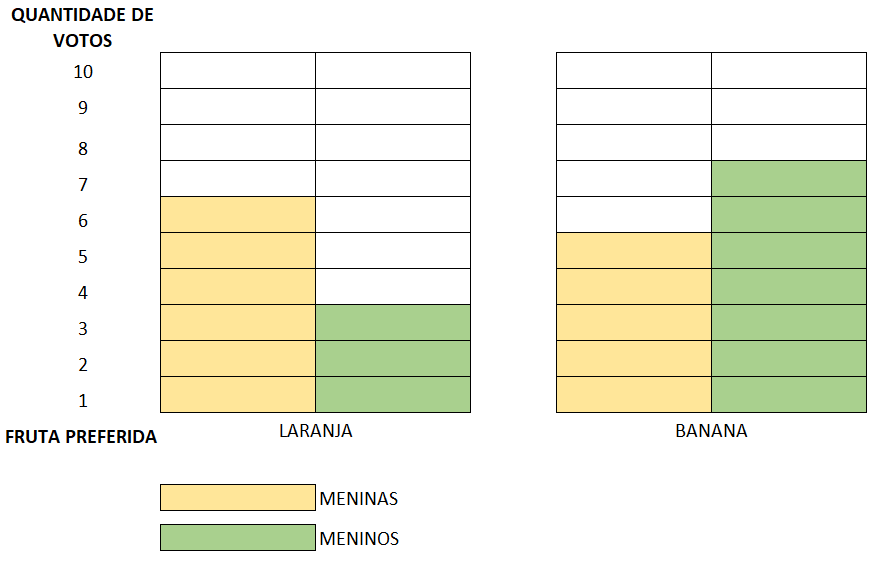 QUANTIDADE DE
VOTOS
10
9
8
7
6
5
4
3
2
1
FRUTA PREFERIDA
LARANJA
BANANA
MENINAS
MENINOS